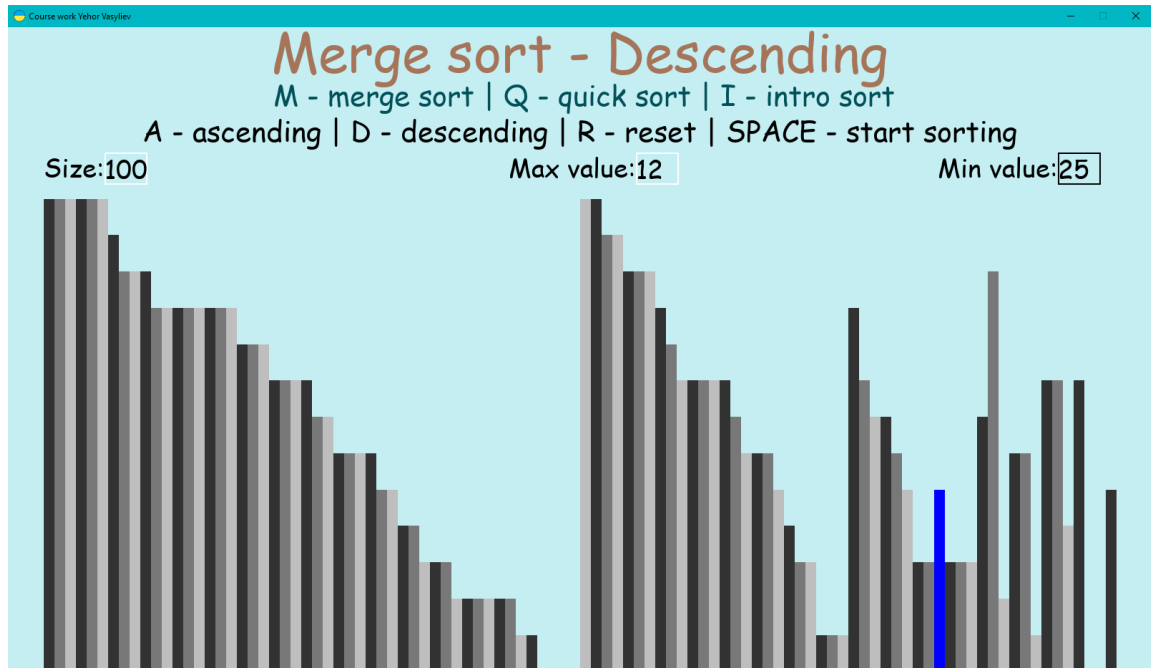 Course work Yehor Vasyliev
Merge sort - Descending
M - merge sort | Q - quick sort | I - intro sort
A - ascending | D - descending | R - reset | SPACE - start sorting
Size:100 Max value:12 Min value:25